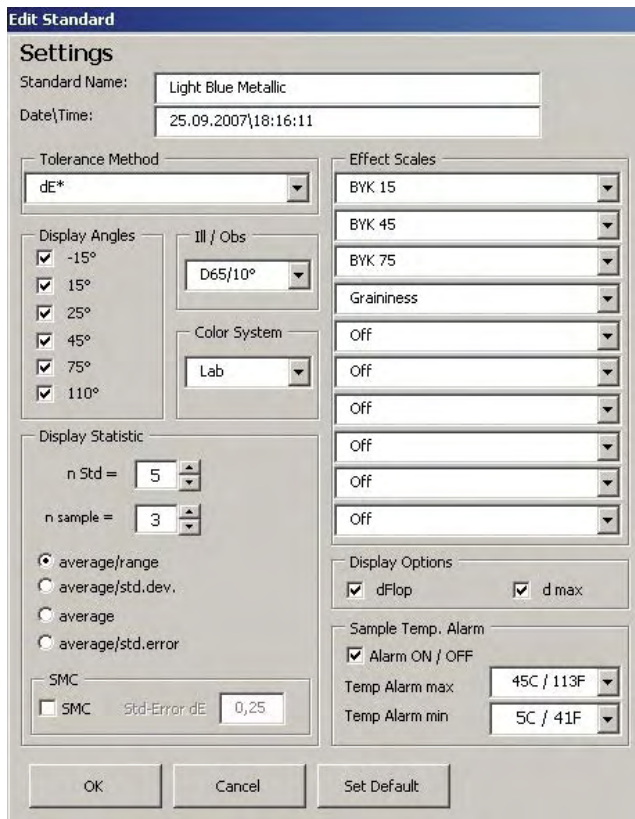 Edit Standard
Settings
Standard Name:
Light Blue Metallic
Date\Time:
25.09.2007\18:16:11
Tolerance Method
dE*
Display Angles
-15°
15°
25°
45°
75°
110°
Ill / Obs
D65/10°
Color System
Lab
Display Statistic
n Std =
5
n sample =
3
average/range
average/std.dev.
average
average/std.error
SMC
SMC
Std-Error dE
0,25
Effect Scales
BYK 15
BYK 45
BYK 75
Graininess
Off
Off
Off
Off
Off
Off
Display Options
dFlop
d max
Sample Temp. Alarm
Alarm ON / OFF
Temp Alarm max
45C / 113F
Temp Alarm min
5C / 41F
OK
Cancel
Set Default